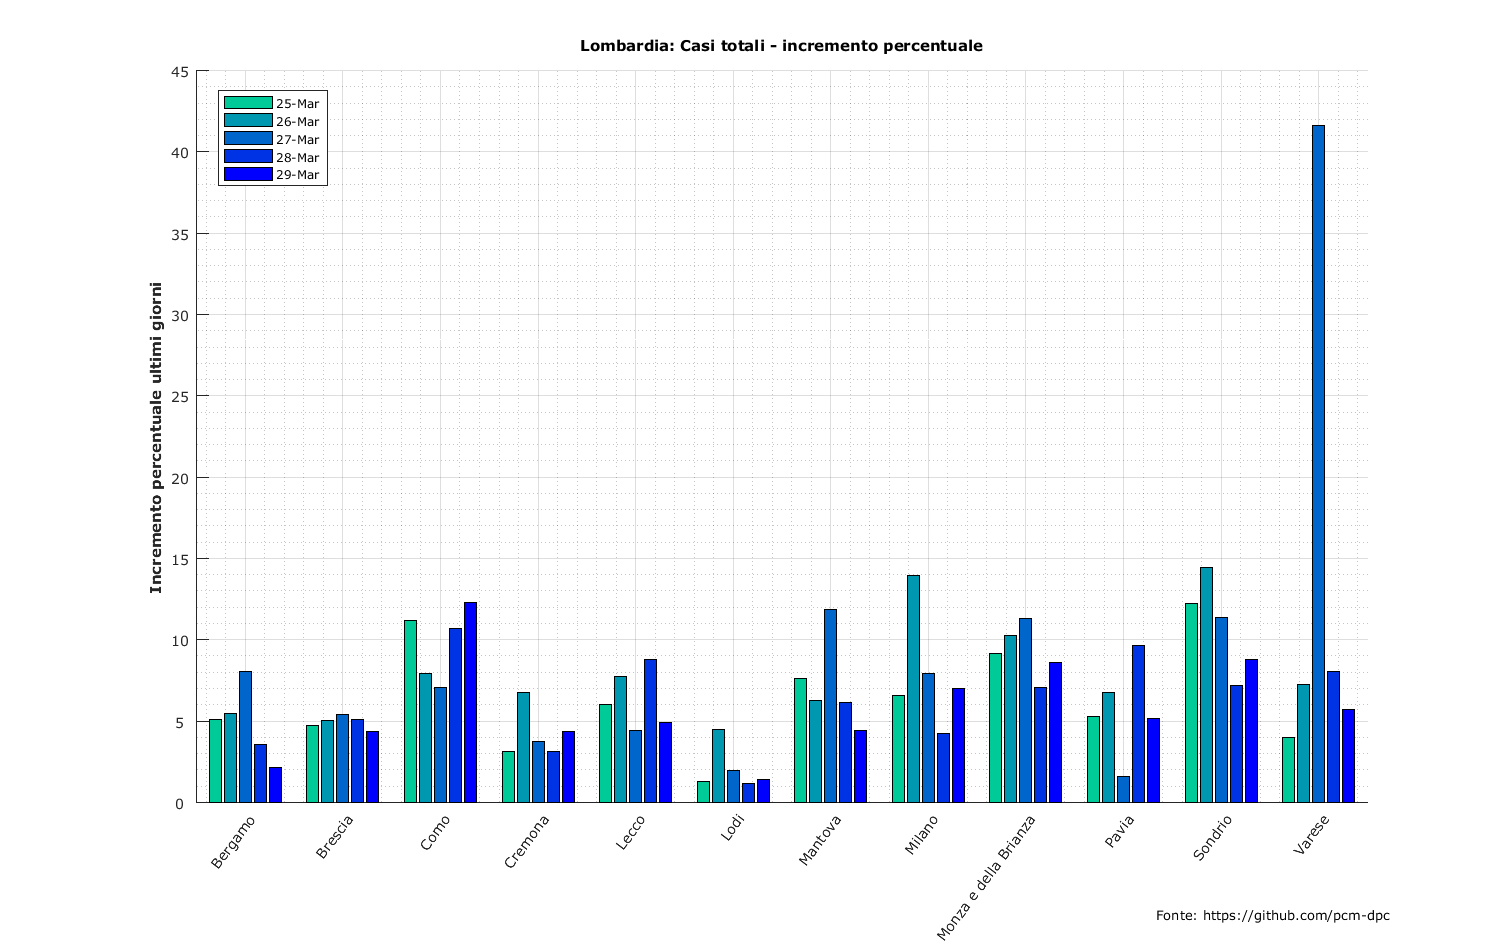 Lombardia: Casi totali - incremento percentuale
Incremento percentuale ultimi giorni
45
40
35
30
25
20
15
10
5
0
25-Mar
26-Mar
27-Mar
28-Mar
29-Mar
Bergamo
Brescia
Como
Cremona
Lecco
Lodi
Mantova
Milano
Monza e della Brianza
Pavia
Sondrio
Varese
Fonte: https://github.com/pcm-dpc